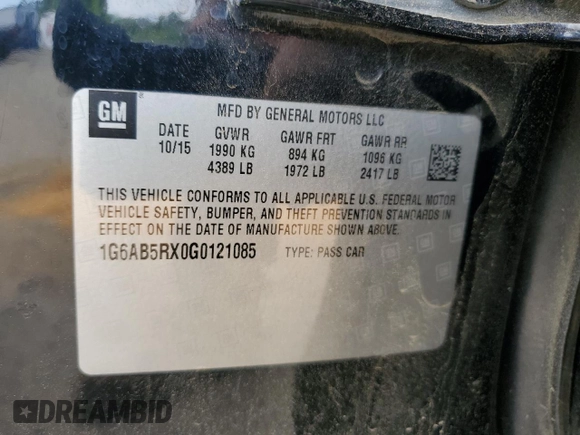 GM
MFD BY GENERAL MOTORS LLC
DATE GVWR GAWR FRT GAWR RR
10/15 1990 KG 894 KG 1096 KG
4389 LB 1972 LB 2417 LB
THIS VEHICLE CONFORMS TO ALL APPLICABLE U.S. FEDERAL MOTOR
VEHICLE SAFETY, BUMPER, AND THEFT PREVENTION STANDARDS IN
EFFECT ON THE DATE OF MANUFACTURE SHOWN ABOVE.
1G6AB5RX0G0121085 TYPE: PASS CAR
DREAMBID